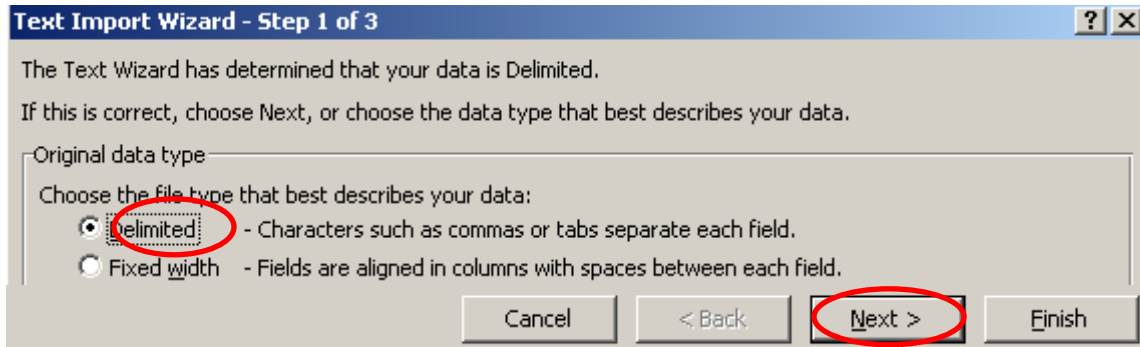 Text Import Wizard - Step 1 of 3
The Text Wizard has determined that your data is Delimited.
If this is correct, choose Next, or choose the data type that best describes your data.
Original data type
Choose the file type that best describes your data:
Delimited - Characters such as commas or tabs separate each field.
Fixed width - Fields are aligned in columns with spaces between each field.
Cancel < Back Next > Finish